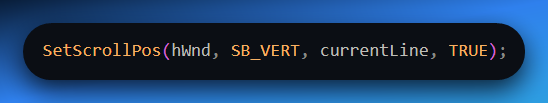 SetScrollPos(hWnd, SB_VERT, currentLine, TRUE);